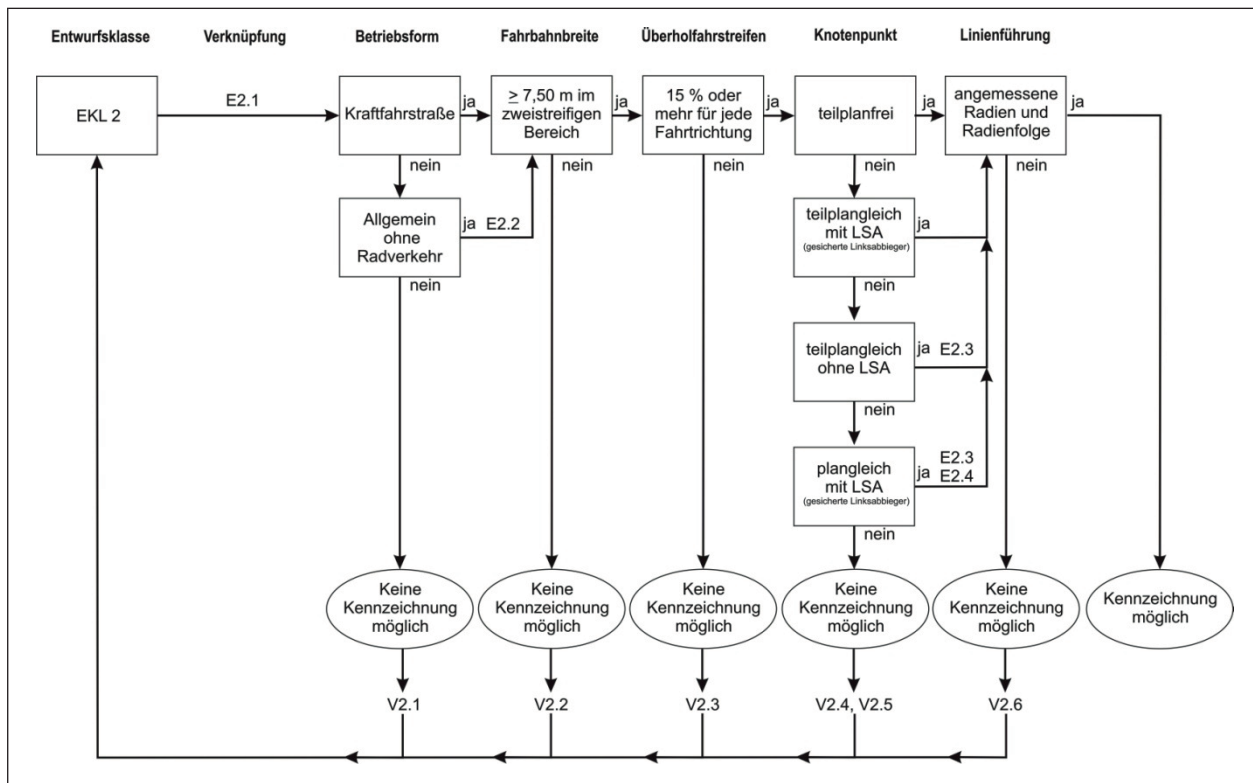 Entwurfsklasse Verknüpfung Betriebsform Fahrbahnbreite Überholfahrstreifen Knotenpunkt Linienführung
EKL 2
E2.1
Kraftfahrstraße
ja
≥ 7,50 m im
zweistreifigen
Bereich
ja
15 % oder
mehr für jede
Fahrtrichtung
ja
teilplanfrei
ja
angemessene
Radien und
Radienfolge
ja
nein
nein
nein
nein
nein
Allgemein
ohne
Radverkehr
ja E2.2
nein
teilplangleich
mit LSA
(gesicherte Linksabbieger)
ja
nein
teilplangleich
ohne LSA
ja E2.3
nein
plangleich
mit LSA
(gesicherte Linksabbieger)
ja
E2.3
E2.4
nein
Keine
Kennzeichnung
möglich
Keine
Kennzeichnung
möglich
Keine
Kennzeichnung
möglich
Keine
Kennzeichnung
möglich
Keine
Kennzeichnung
möglich
Kennzeichnung
möglich
V2.1 V2.2 V2.3 V2.4, V2.5 V2.6